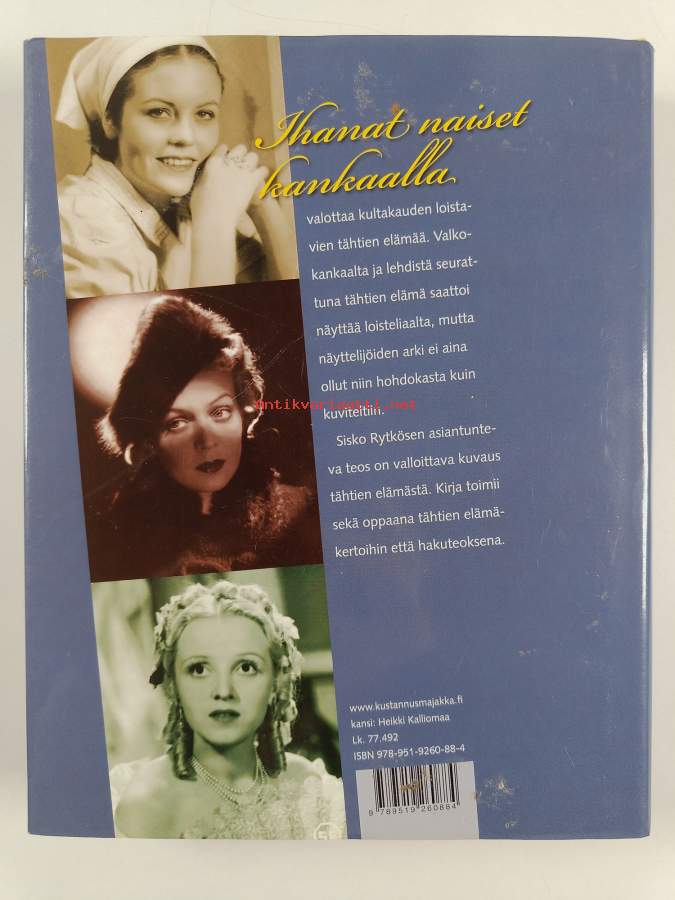 Ihanat naiset
kankaalla
valottaa kultakauden loista-
vien tähtien elämää. Valko-
kankaalta ja lehdistä seurat-
tuna tähtien elämä saattoi
näyttää loisteliaalta, mutta
näyttelijöiden arki ei aina
ollut niin hohdokasta kuin
antikvariaatti.net
kuviteltiin.
Sisko Rytkösen asiantunte-
va teos on valloittava kuvaus
tähtien elämästä. Kirja toimii
sekä oppaana tähtien elämä-
kertoihin että hakuteoksena.
www.kustannusmajakka.fi
kansi: Heikki Kalliomaa
Lk. 77.492
ISBN 978-951-9260-88-4
9 789519 260884